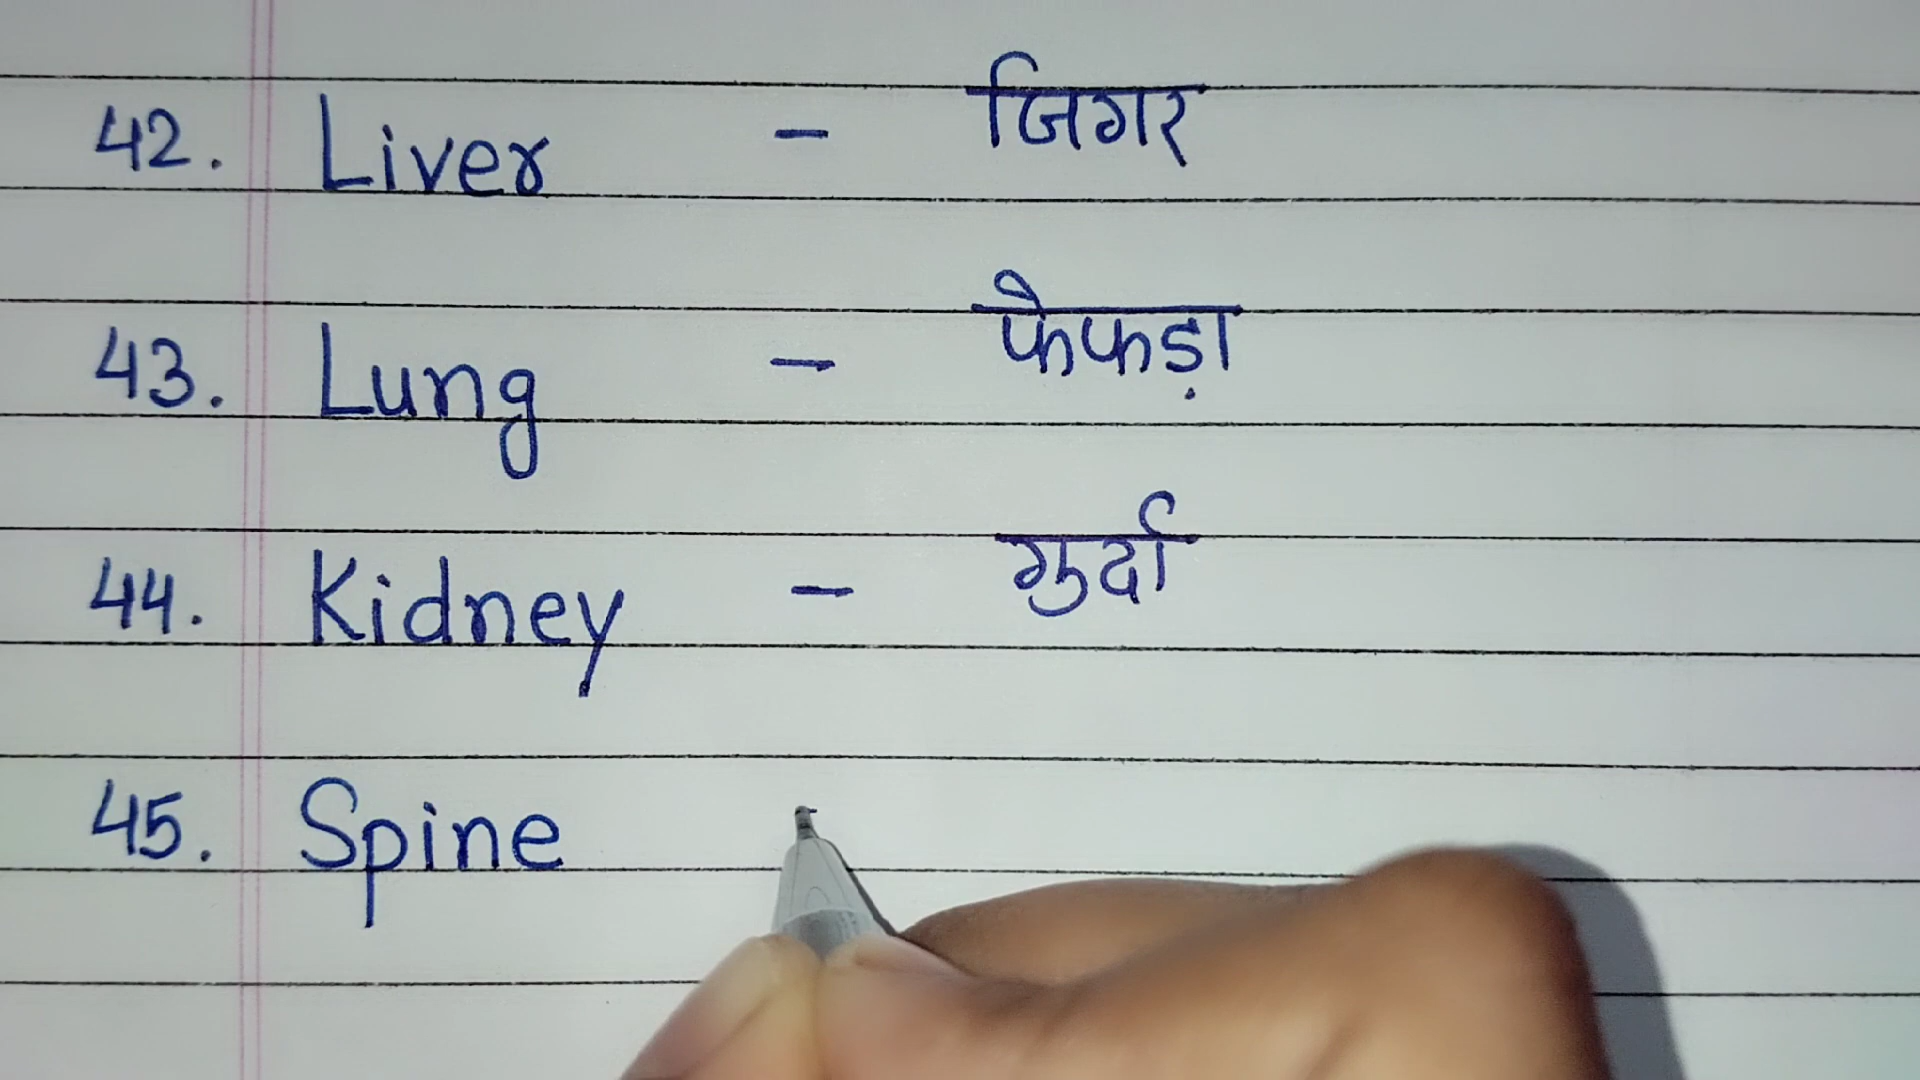 42. Liver - जिगर
43. Lung - फेफड़ा
44. Kidney - गुर्दा
45. Spine